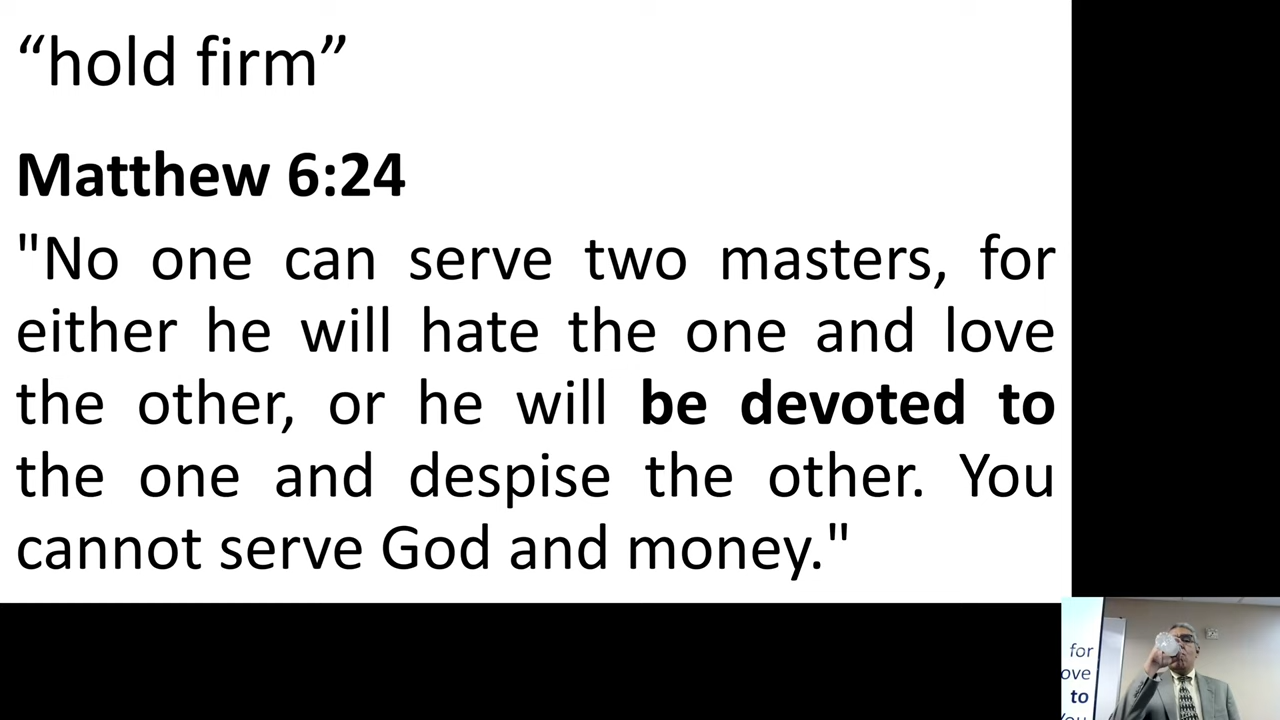 “hold firm”
Matthew 6:24
"No one can serve two masters, for
either he will hate the one and love
the other, or he will be devoted to
the one and despise the other. You
cannot serve God and money."
for
ove
to
You